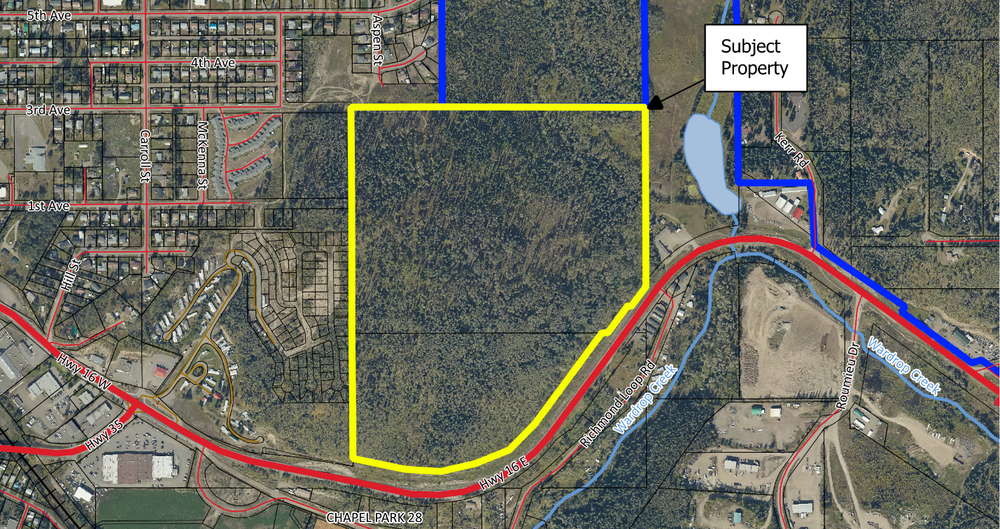 5th Ave
Aspen St
Subject
Property
4th Ave
3rd Ave
Carroll St
McKenna St
Kerr Rd
1st Ave
Hill St
Hwy 16 W
Hwy 35
Hwy 16 E
Richmond Loop Rd
Wardrop Creek
Roumieu Dr
Wardrop Creek
CHAPEL PARK 28